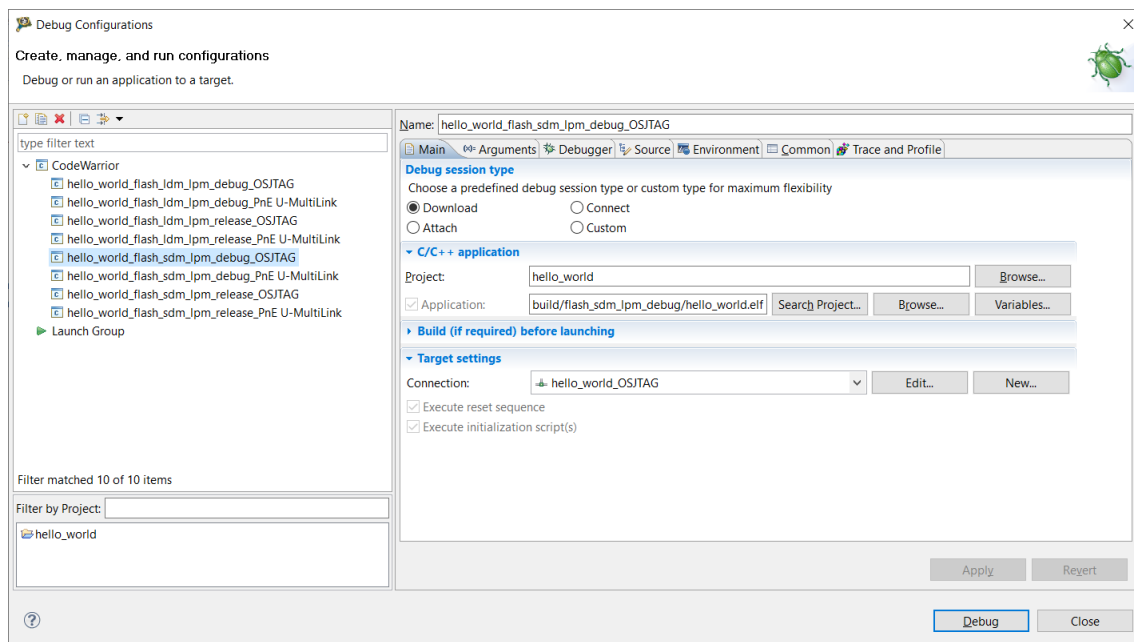 Debug Configurations
Create, manage, and run configurations
Debug or run an application to a target.
type filter text
CodeWarrior
hello_world_flash_ldm_lpm_debug_OSJTAG
hello_world_flash_ldm_lpm_debug_PnE U-MultiLink
hello_world_flash_ldm_lpm_release_OSJTAG
hello_world_flash_ldm_lpm_release_PnE U-MultiLink
hello_world_flash_sdm_lpm_debug_OSJTAG
hello_world_flash_sdm_lpm_debug_PnE U-MultiLink
hello_world_flash_sdm_lpm_release_OSJTAG
hello_world_flash_sdm_lpm_release_PnE U-MultiLink
Launch Group
Filter matched 10 of 10 items
Filter by Project:
hello_world
Name: hello_world_flash_sdm_lpm_debug_OSJTAG
Main (x)= Arguments Debugger Source Environment Common Trace and Profile
Debug session type
Choose a predefined debug session type or custom type for maximum flexibility
Download Connect
Attach Custom
C/C++ application
Project: hello_world Browse...
Application: build/flash_sdm_lpm_debug/hello_world.elf Search Project... Browse... Variables...
Build (if required) before launching
Target settings
Connection: hello_world_OSJTAG Edit... New...
Execute reset sequence
Execute initialization script(s)
Apply Revert
? Debug Close